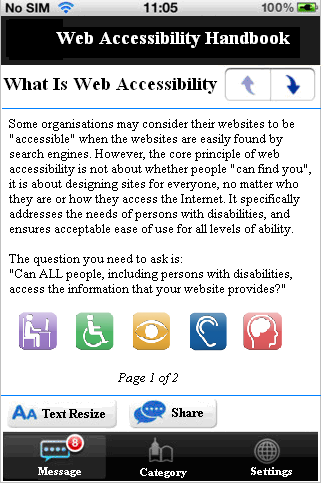 No SIM 11:05 100%
Web Accessibility Handbook
What Is Web Accessibility
Some organisations may consider their websites to be
"accessible" when the websites are easily found by
search engines. However, the core principle of web
accessibility is not about whether people "can find you",
it is about designing sites for everyone, no matter who
they are or how they access the Internet. It specifically
addresses the needs of persons with disabilities, and
ensures acceptable ease of use for all levels of ability.
The question you need to ask is:
"Can ALL people, including persons with disabilities,
access the information that your website provides?"
Page 1 of 2
AA Text Resize Share
8
Message Category Settings